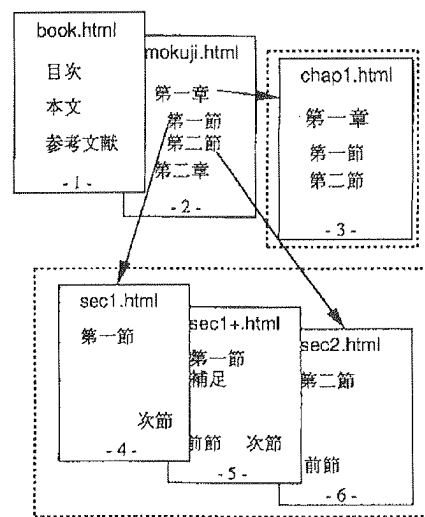 book.html
目次
本文
参考文献
- 1 -
mokuji.html
第一章
第一節
第二節
第二章
- 2 -
chap1.html
第一章
第一節
第二節
- 3 -
sec1.html
第一節
次節
- 4 -
sec1+.html
第一節
補足
前節 次節
- 5 -
sec2.html
第二節
前節
- 6 -